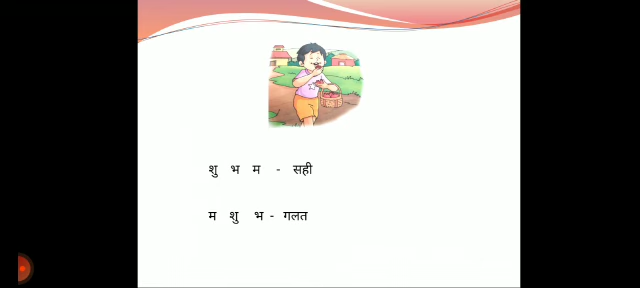 शु भ म - सही
म शु भ - गलत